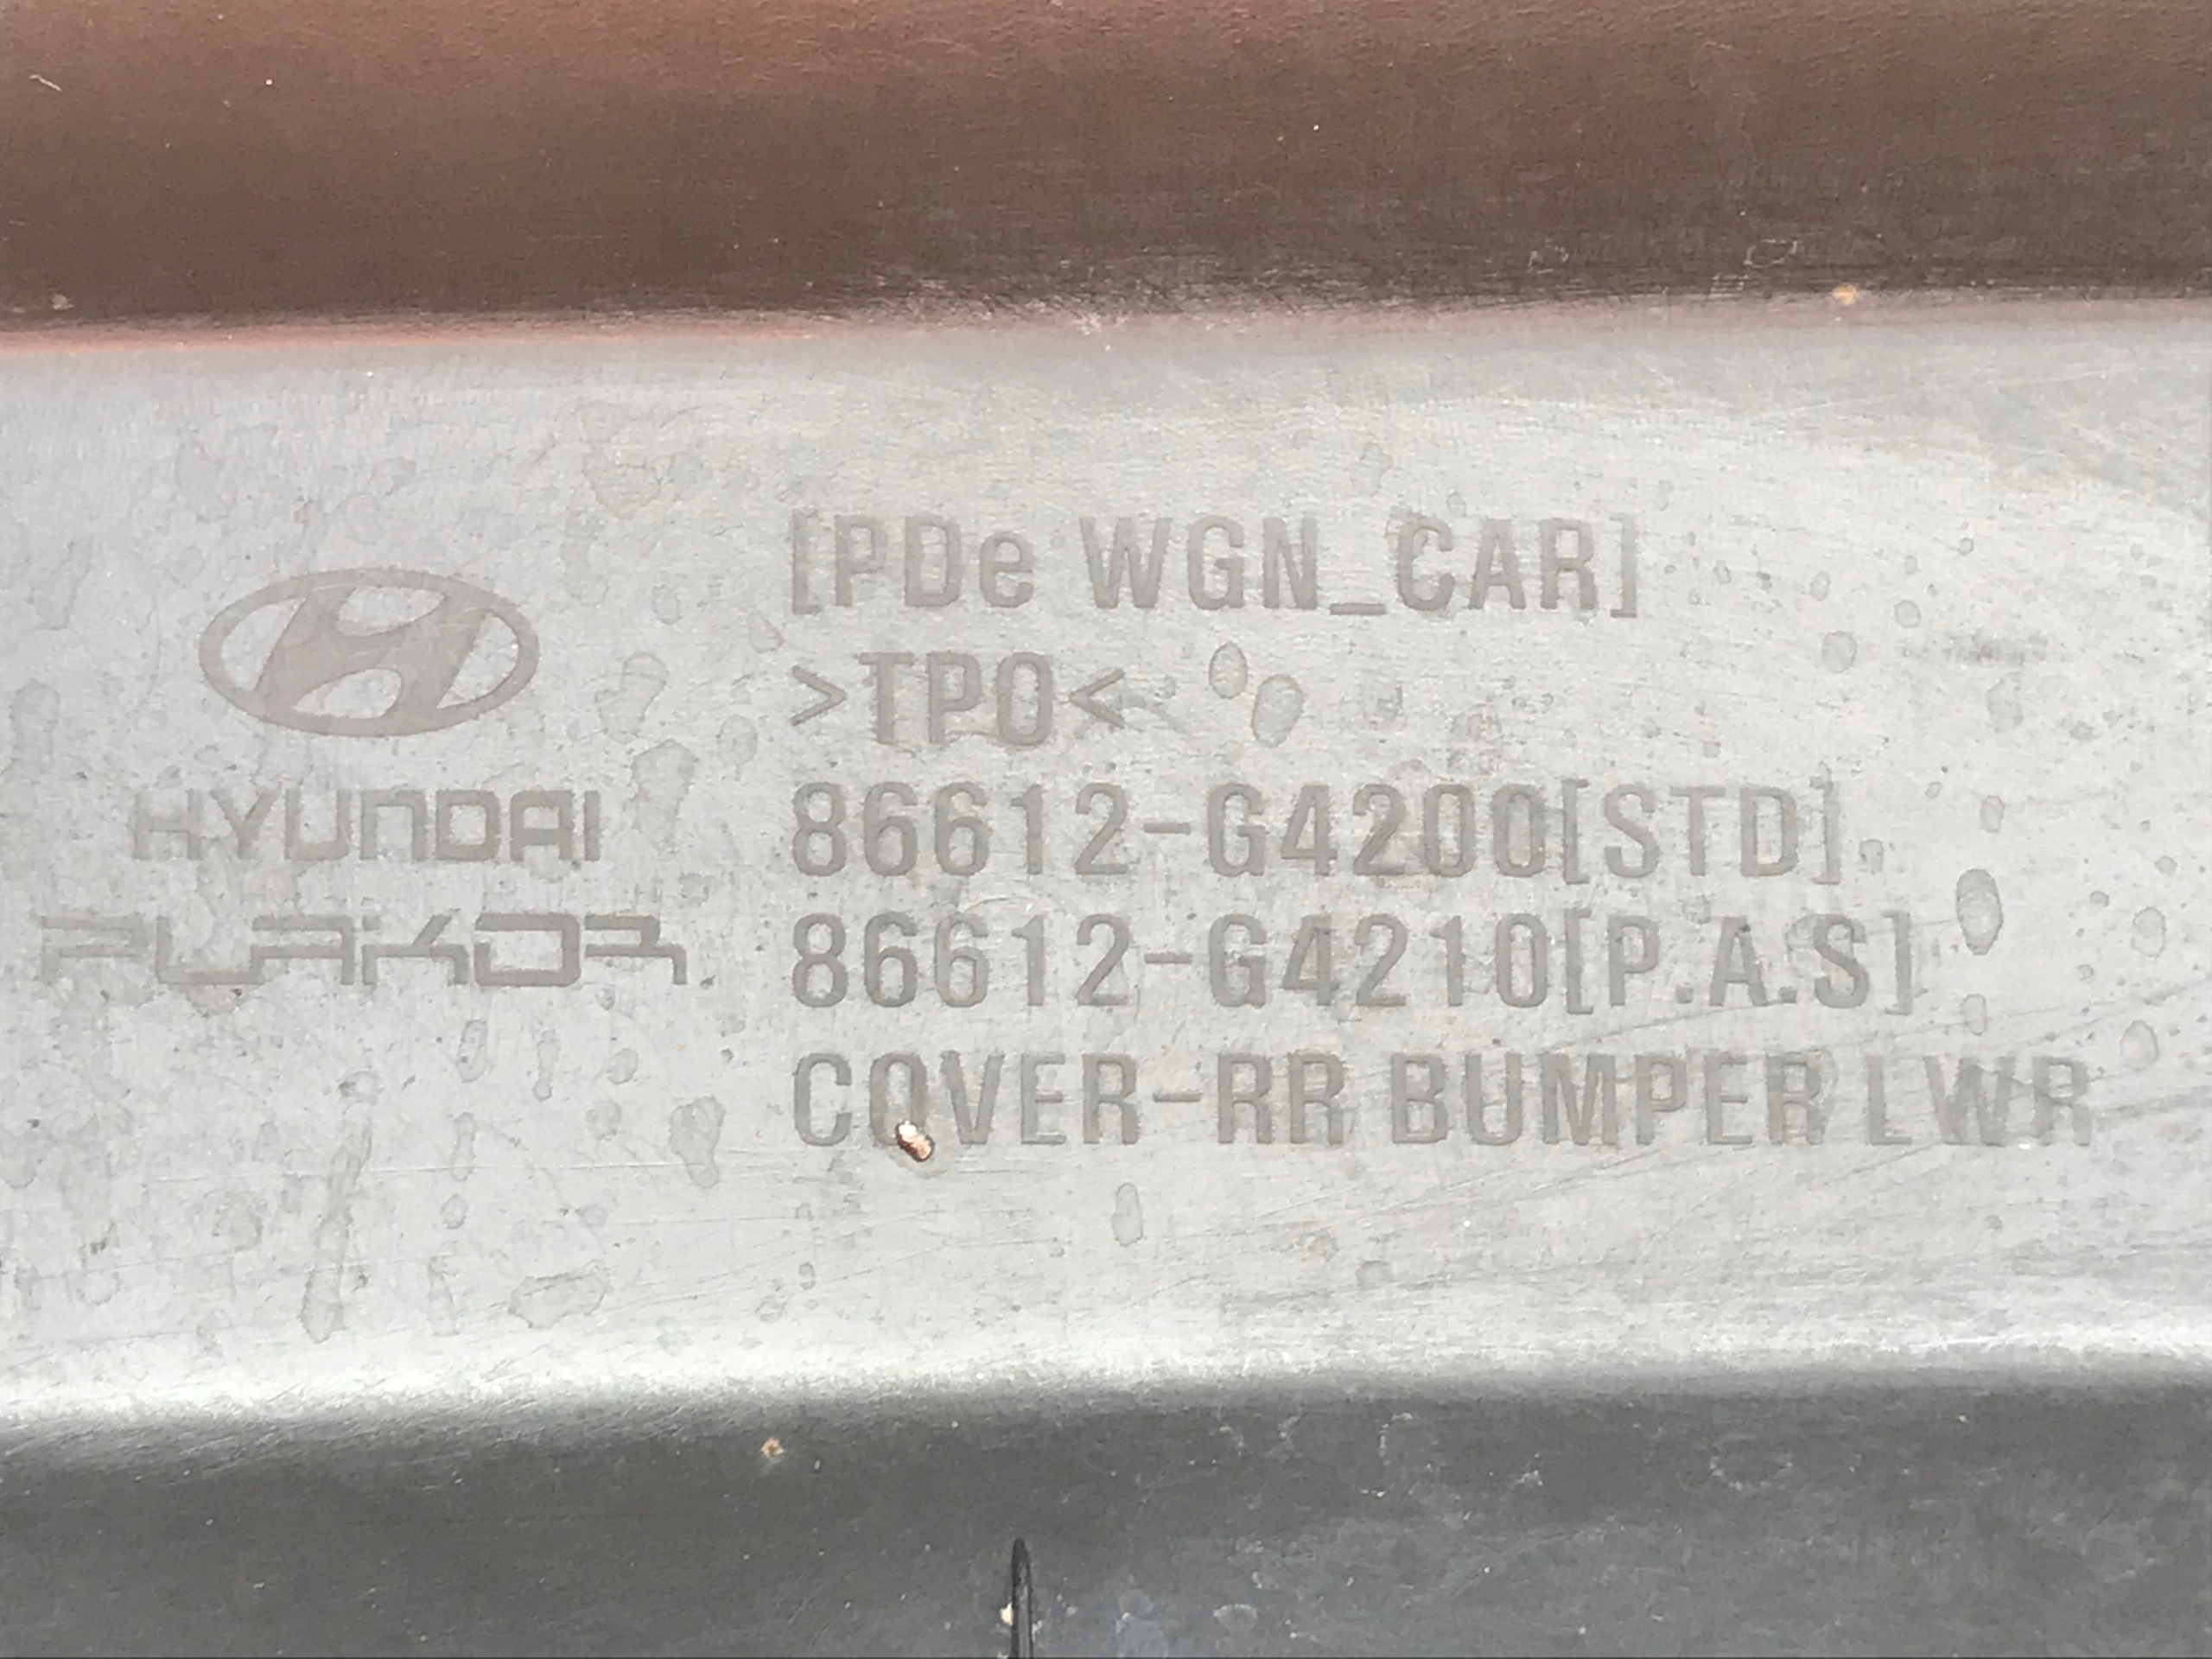 [PDe WGN_CAR]
>TPO<
HYUNDAI
86612-G4200[STD]
PLAKOR
86612-G4210[P.A.S]
COVER-RR BUMPER LWR